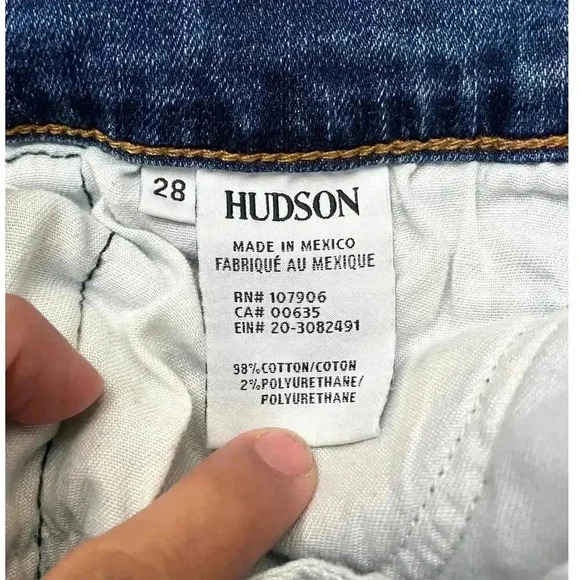 28
HUDSON
MADE IN MEXICO
FABRIQUÉ AU MEXIQUE
RN# 107906
CA# 00635
EIN# 20-3082491
98%COTTON/COTON
2%POLYURETHANE/
POLYURETHANE